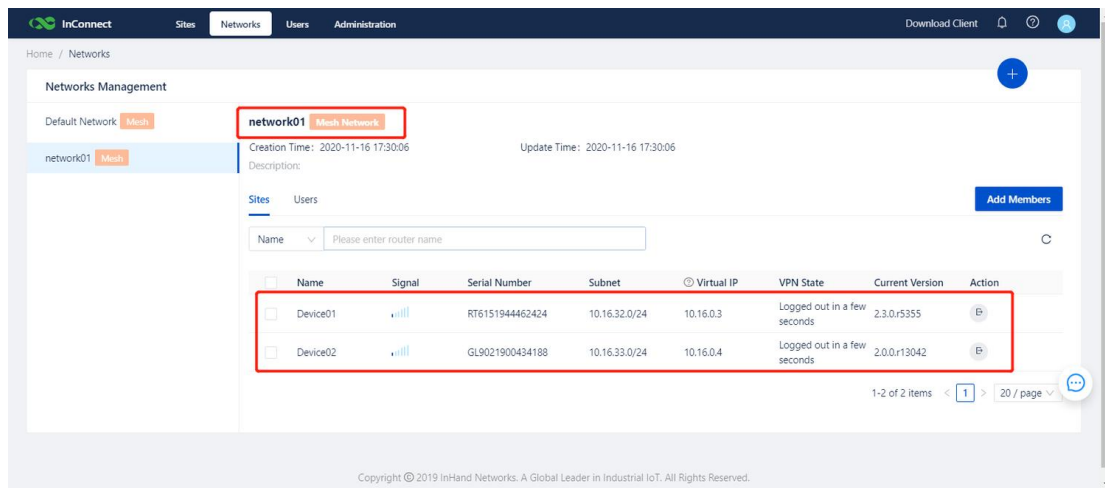 InConnect Sites Networks Users Administration Download Client
Home / Networks
Networks Management
Default Network Mesh
network01 Mesh
network01 Mesh Network
Creation Time: 2020-11-16 17:30:06 Update Time: 2020-11-16 17:30:06
Description:
Sites Users Add Members
Name Please enter router name
Name Signal Serial Number Subnet Virtual IP VPN State Current Version Action
Device01 RT6151944462424 10.16.32.0/24 10.16.0.3 Logged out in a few seconds 2.3.0.r5355
Device02 GL9021900434188 10.16.33.0/24 10.16.0.4 Logged out in a few seconds 2.0.0.r13042
1-2 of 2 items < 1 > 20 / page
Copyright © 2019 InHand Networks. A Global Leader in Industrial IoT. All Rights Reserved.